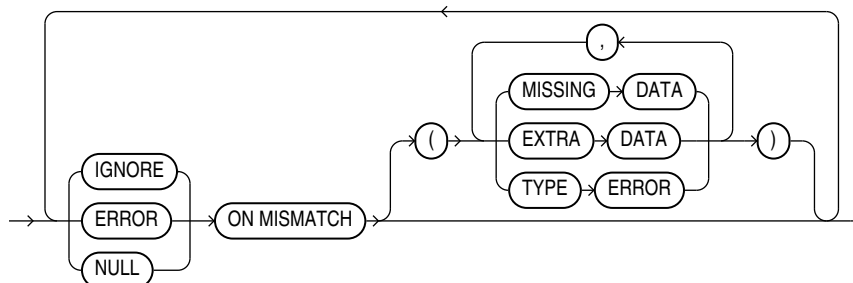 ,
MISSING DATA
( EXTRA DATA )
TYPE ERROR
IGNORE
ERROR ON MISMATCH
NULL